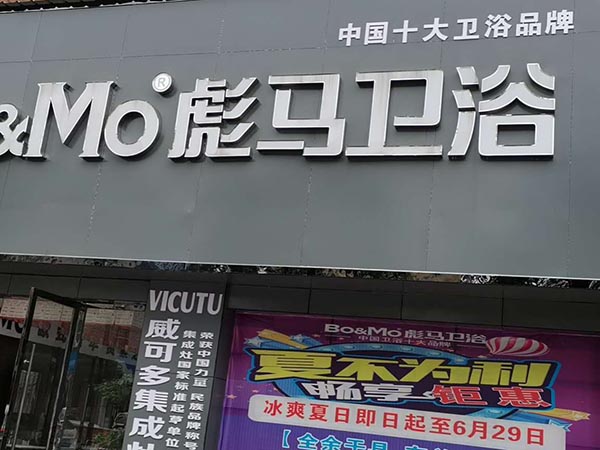 中国十大卫浴品牌
&Mo® 彪马卫浴
VICUTU
威可多集成灶
荣获中国力量 民族品牌称号
集成灶国家标准起草单位
Bo&Mo® 彪马卫浴
中国卫浴十大品牌
夏不为利
畅享钜惠
冰爽夏日即日起至6月29日